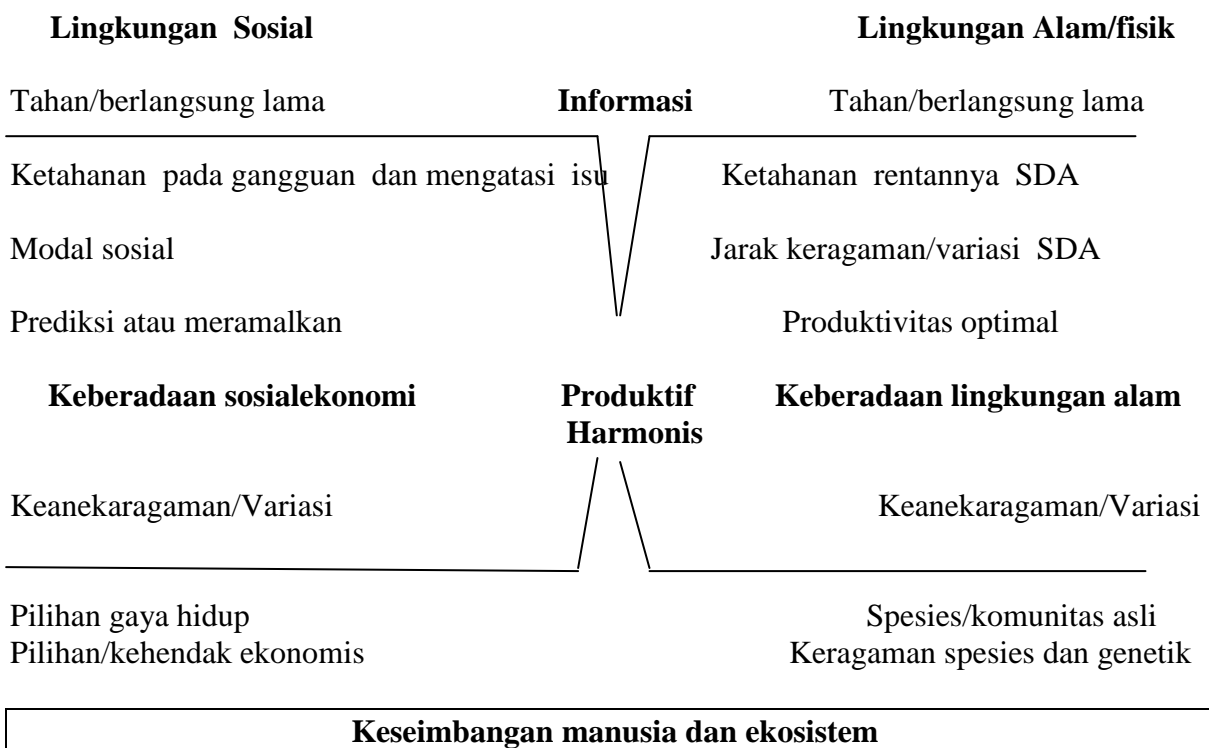 Lingkungan Sosial Lingkungan Alam/fisik
Tahan/berlangsung lama Informasi Tahan/berlangsung lama
Ketahanan pada gangguan dan mengatasi isu Ketahanan rentannya SDA
Modal sosial Jarak keragaman/variasi SDA
Prediksi atau meramalkan Produktivitas optimal
Keberadaan sosialekonomi Produktif Keberadaan lingkungan alam
Harmonis
Keanekaragaman/Variasi Keanekaragaman/Variasi
Pilihan gaya hidup Spesies/komunitas asli
Pilihan/kehendak ekonomis Keragaman spesies dan genetik
Keseimbangan manusia dan ekosistem